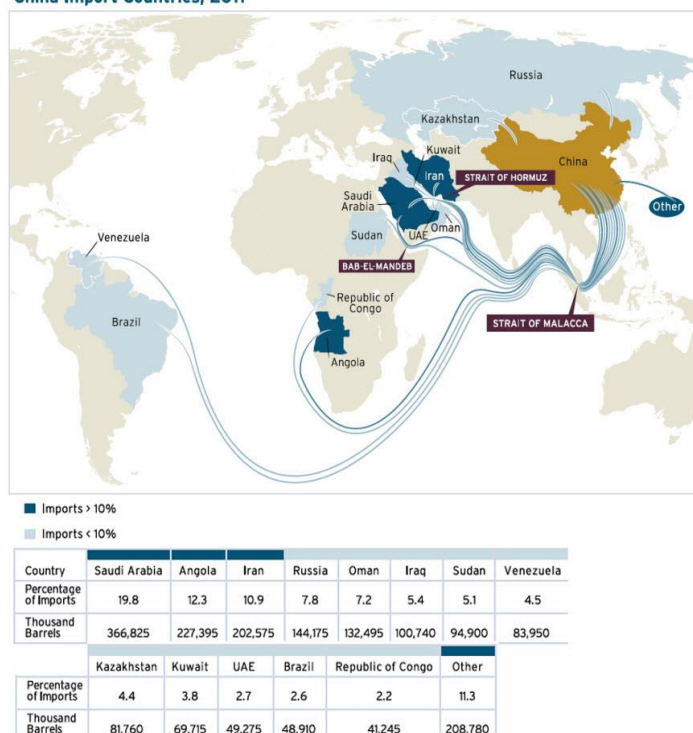 China Import Countries, 2011
Russia
Kazakhstan
Kuwait
Iraq
Iran
China
STRAIT OF HORMUZ
Saudi
Arabia
Other
Venezuela
Sudan
UAE
Oman
BAB-EL-MANDEB
Republic of
Congo
Brazil
STRAIT OF MALACCA
Angola
Imports > 10%
Imports < 10%
Country Saudi Arabia Angola Iran Russia Oman Iraq Sudan Venezuela
Percentage
of Imports 19.8 12.3 10.9 7.8 7.2 5.4 5.1 4.5
Thousand
Barrels 366,825 227,395 202,575 144,175 132,495 100,740 94,900 83,950
Kazakhstan Kuwait UAE Brazil Republic of Congo Other
Percentage
of Imports 4.4 3.8 2.7 2.6 2.2 11.3
Thousand
Barrels 81,760 69,715 49,275 48,910 41,245 208,780